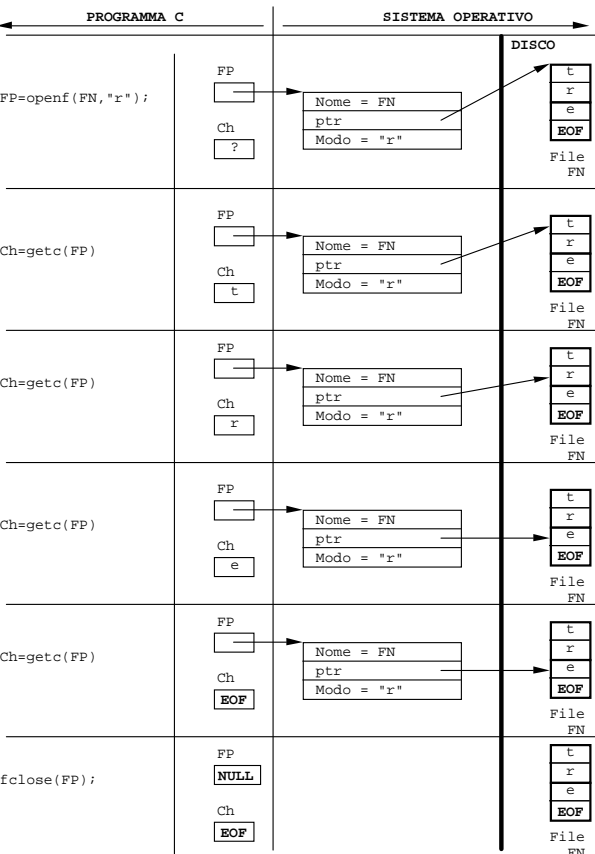 PROGRAMMA C
SISTEMA OPERATIVO
DISCO
FP=openf(FN,"r");
FP
Ch
?
Nome = FN
ptr
Modo = "r"
t
r
e
EOF
File
FN
Ch=getc(FP)
FP
Ch
t
Nome = FN
ptr
Modo = "r"
t
r
e
EOF
File
FN
Ch=getc(FP)
FP
Ch
r
Nome = FN
ptr
Modo = "r"
t
r
e
EOF
File
FN
Ch=getc(FP)
FP
Ch
e
Nome = FN
ptr
Modo = "r"
t
r
e
EOF
File
FN
Ch=getc(FP)
FP
Ch
EOF
Nome = FN
ptr
Modo = "r"
t
r
e
EOF
File
FN
fclose(FP);
FP
NULL
Ch
EOF
t
r
e
EOF
File
FN